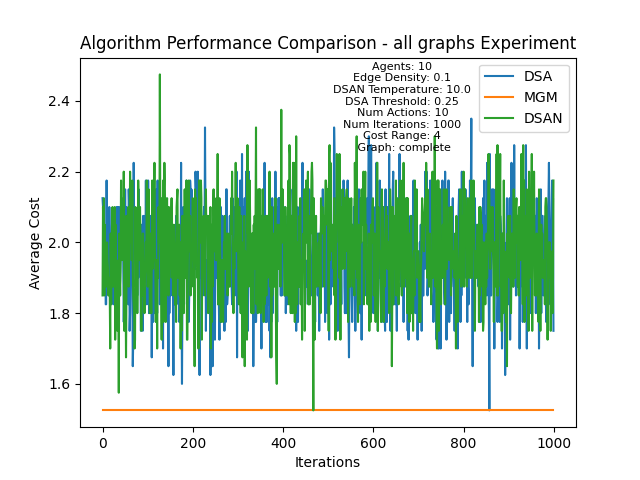 Algorithm Performance Comparison - all graphs Experiment
Agents: 10
Edge Density: 0.1
DSAN Temperature: 10.0
DSA Threshold: 0.25
Num Actions: 10
Num Iterations: 1000
Cost Range: 4
Graph: complete
DSA
MGM
DSAN
Average Cost
2.4
2.2
2.0
1.8
1.6
0
200
400
600
800
1000
Iterations